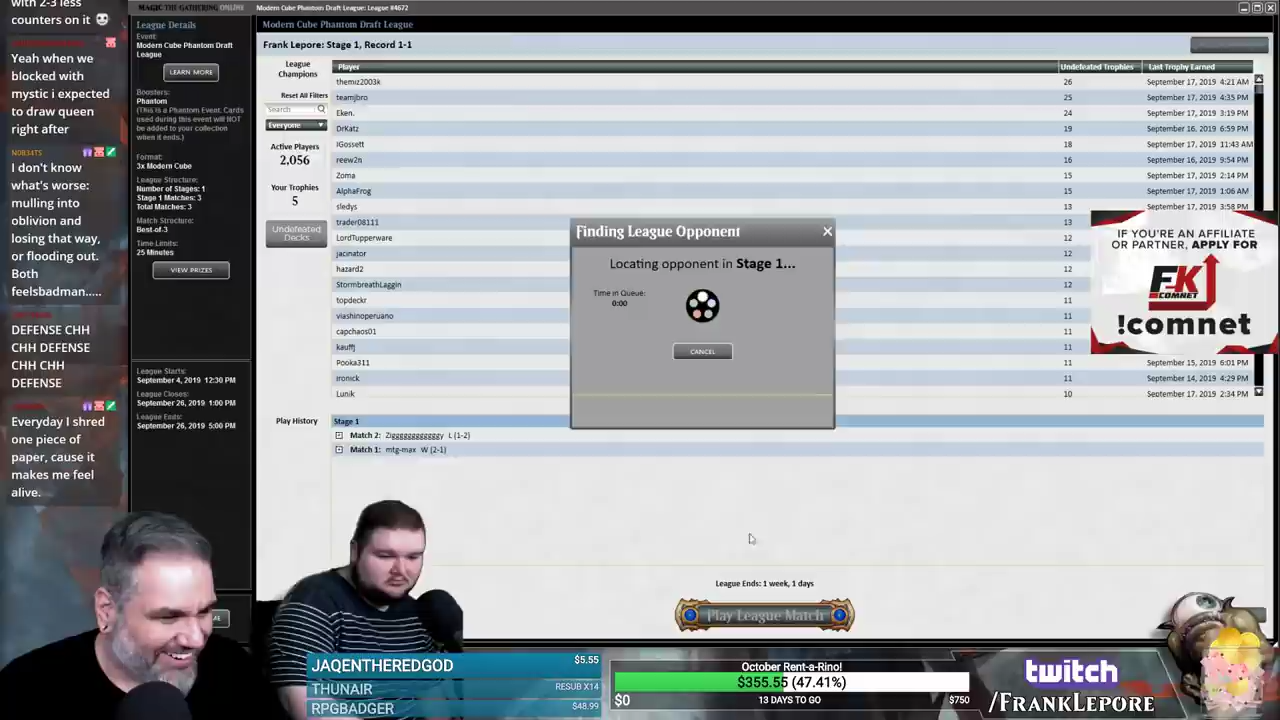 with 2-3 less
counters on it
Yeah when we
blocked with
mystic i expected
to draw queen
right after
N0B34TS
I don't know
what's worse:
mulling into
oblivion and
losing that way,
or flooding out.
Both
feelsbadman.....
DEFENSE CHH
CHH DEFENSE
CHH CHH
DEFENSE
Everyday I shred
one piece of
paper, cause it
makes me feel
alive.
MAGIC THE GATHERING ONLINE
League Details
Event:
Modern Cube Phantom Draft
League
LEARN MORE
Boosters:
Phantom
(This is a Phantom Event. Cards
used during this event will NOT
be added to your collection
when it ends.)
Format:
3x Modern Cube
League Structure:
Number of Stages: 1
Stage 1 Matches: 3
Total Matches: 3
Match Structure:
Best-of-3
Time Limits:
25 Minutes
VIEW PRIZES
League Starts:
September 4, 2019 12:30 PM
League Closes:
September 26, 2019 1:00 PM
League Ends:
September 26, 2019 5:00 PM
Modern Cube Phantom Draft League: League #4672
Modern Cube Phantom Draft League
Frank Lepore: Stage 1, Record 1-1
League
Champions
Reset All Filters
Search
Everyone
Active Players
2,056
Your Trophies
5
Undefeated
Decks
Player Undefeated Trophies Last Trophy Earned
themiz2003k 26 September 17, 2019 4:21 AM
teamjbro 25 September 17, 2019 4:35 PM
Eken. 24 September 17, 2019 3:19 PM
DrKatz 19 September 16, 2019 6:59 PM
IGossett 18 September 17, 2019 11:43 AM
reew2n 16 September 16, 2019 9:54 PM
Zoma 15 September 17, 2019 2:14 PM
AlphaFrog 15 September 17, 2019 1:06 AM
sledys 13 September 17, 2019 3:58 PM
trader08111 13
LordTupperware 12
jacinator 12
hazard2 12
StormbreathLaggin 12
topdeckr 11
viashinoperuano 11
capchaos01 11
kauffj 11
Pooka311 11 September 15, 2019 6:01 PM
ironick 11 September 14, 2019 4:29 PM
Lunik 10 September 17, 2019 2:34 PM
Finding League Opponent
Locating opponent in Stage 1...
Time in Queue:
0:00
CANCEL
IF YOU'RE AN AFFILIATE
OR PARTNER, APPLY FOR
FK
COMNET
!comnet
Play History
Stage 1
Match 2: Ziggggggggggggy L (1-2)
Match 1: mtg-max W (2-1)
League Ends: 1 week, 1 days
Play League Match
JAQENTHEREDGOD $5.55
THUNAIR RESUB X14
RPGBADGER $48.99
October Rent-a-Rino!
$355.55 (47.41%)
$0 13 DAYS TO GO $750
twitch
/FRANKLEPORE